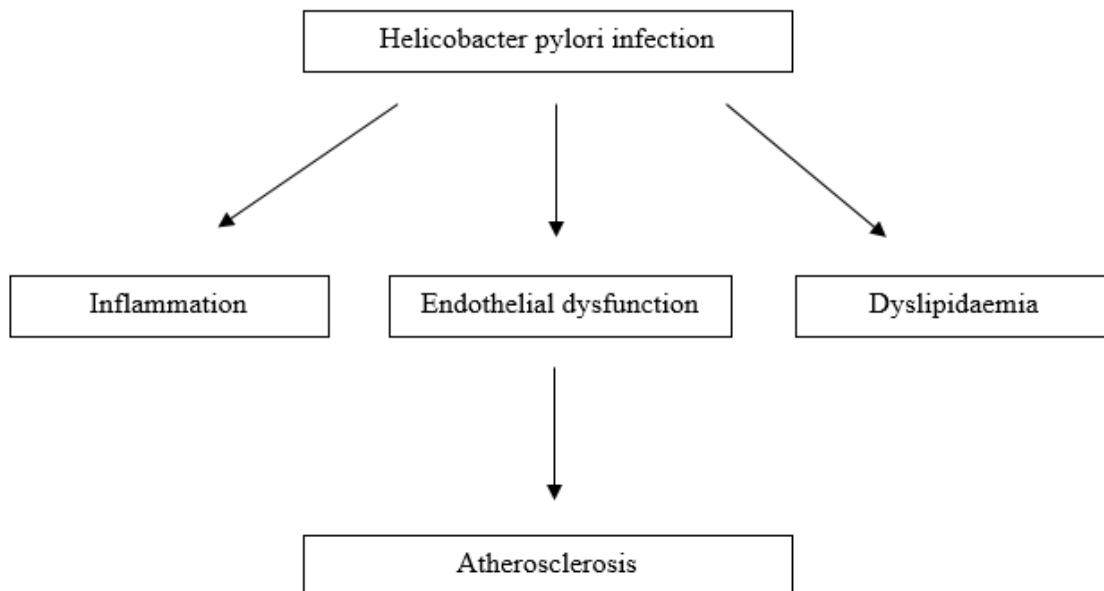 Helicobacter pylori infection
Inflammation
Endothelial dysfunction
Dyslipidaemia
Atherosclerosis